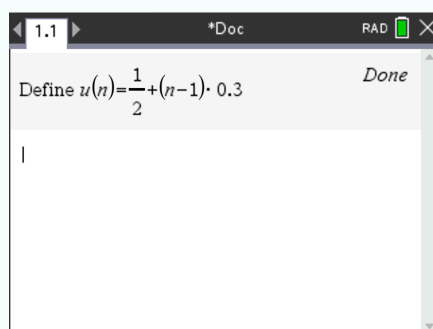 1.1 *Doc RAD
Define u(n)=1/2+(n−1)· 0.3 Done